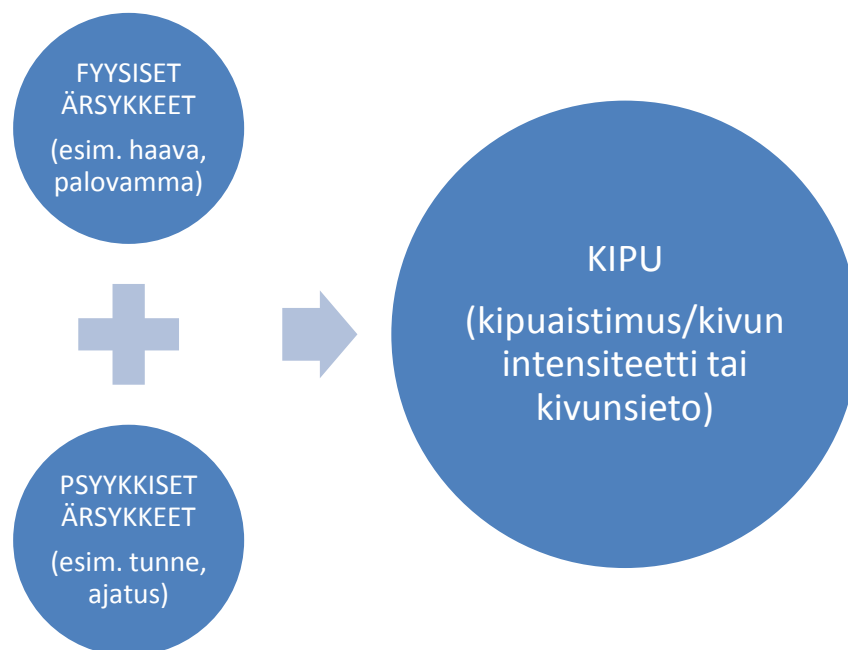 FYYSISET
ÄRSYKKEET
(esim. haava,
palovamma)
KIPU
(kipuaistimus/kivun
intensiteetti tai
kivunsieto)
PSYYKKISET
ÄRSYKKEET
(esim. tunne,
ajatus)